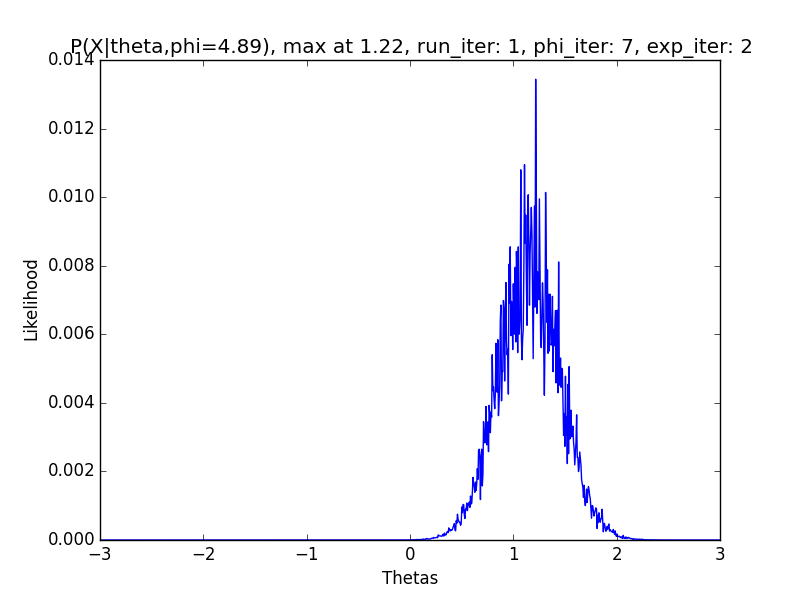 P(X|theta,phi=4.89), max at 1.22, run_iter: 1, phi_iter: 7, exp_iter: 2
0.014
0.012
0.010
0.008
0.006
0.004
0.002
0.000
Likelihood
−3 −2 −1 0 1 2 3
Thetas